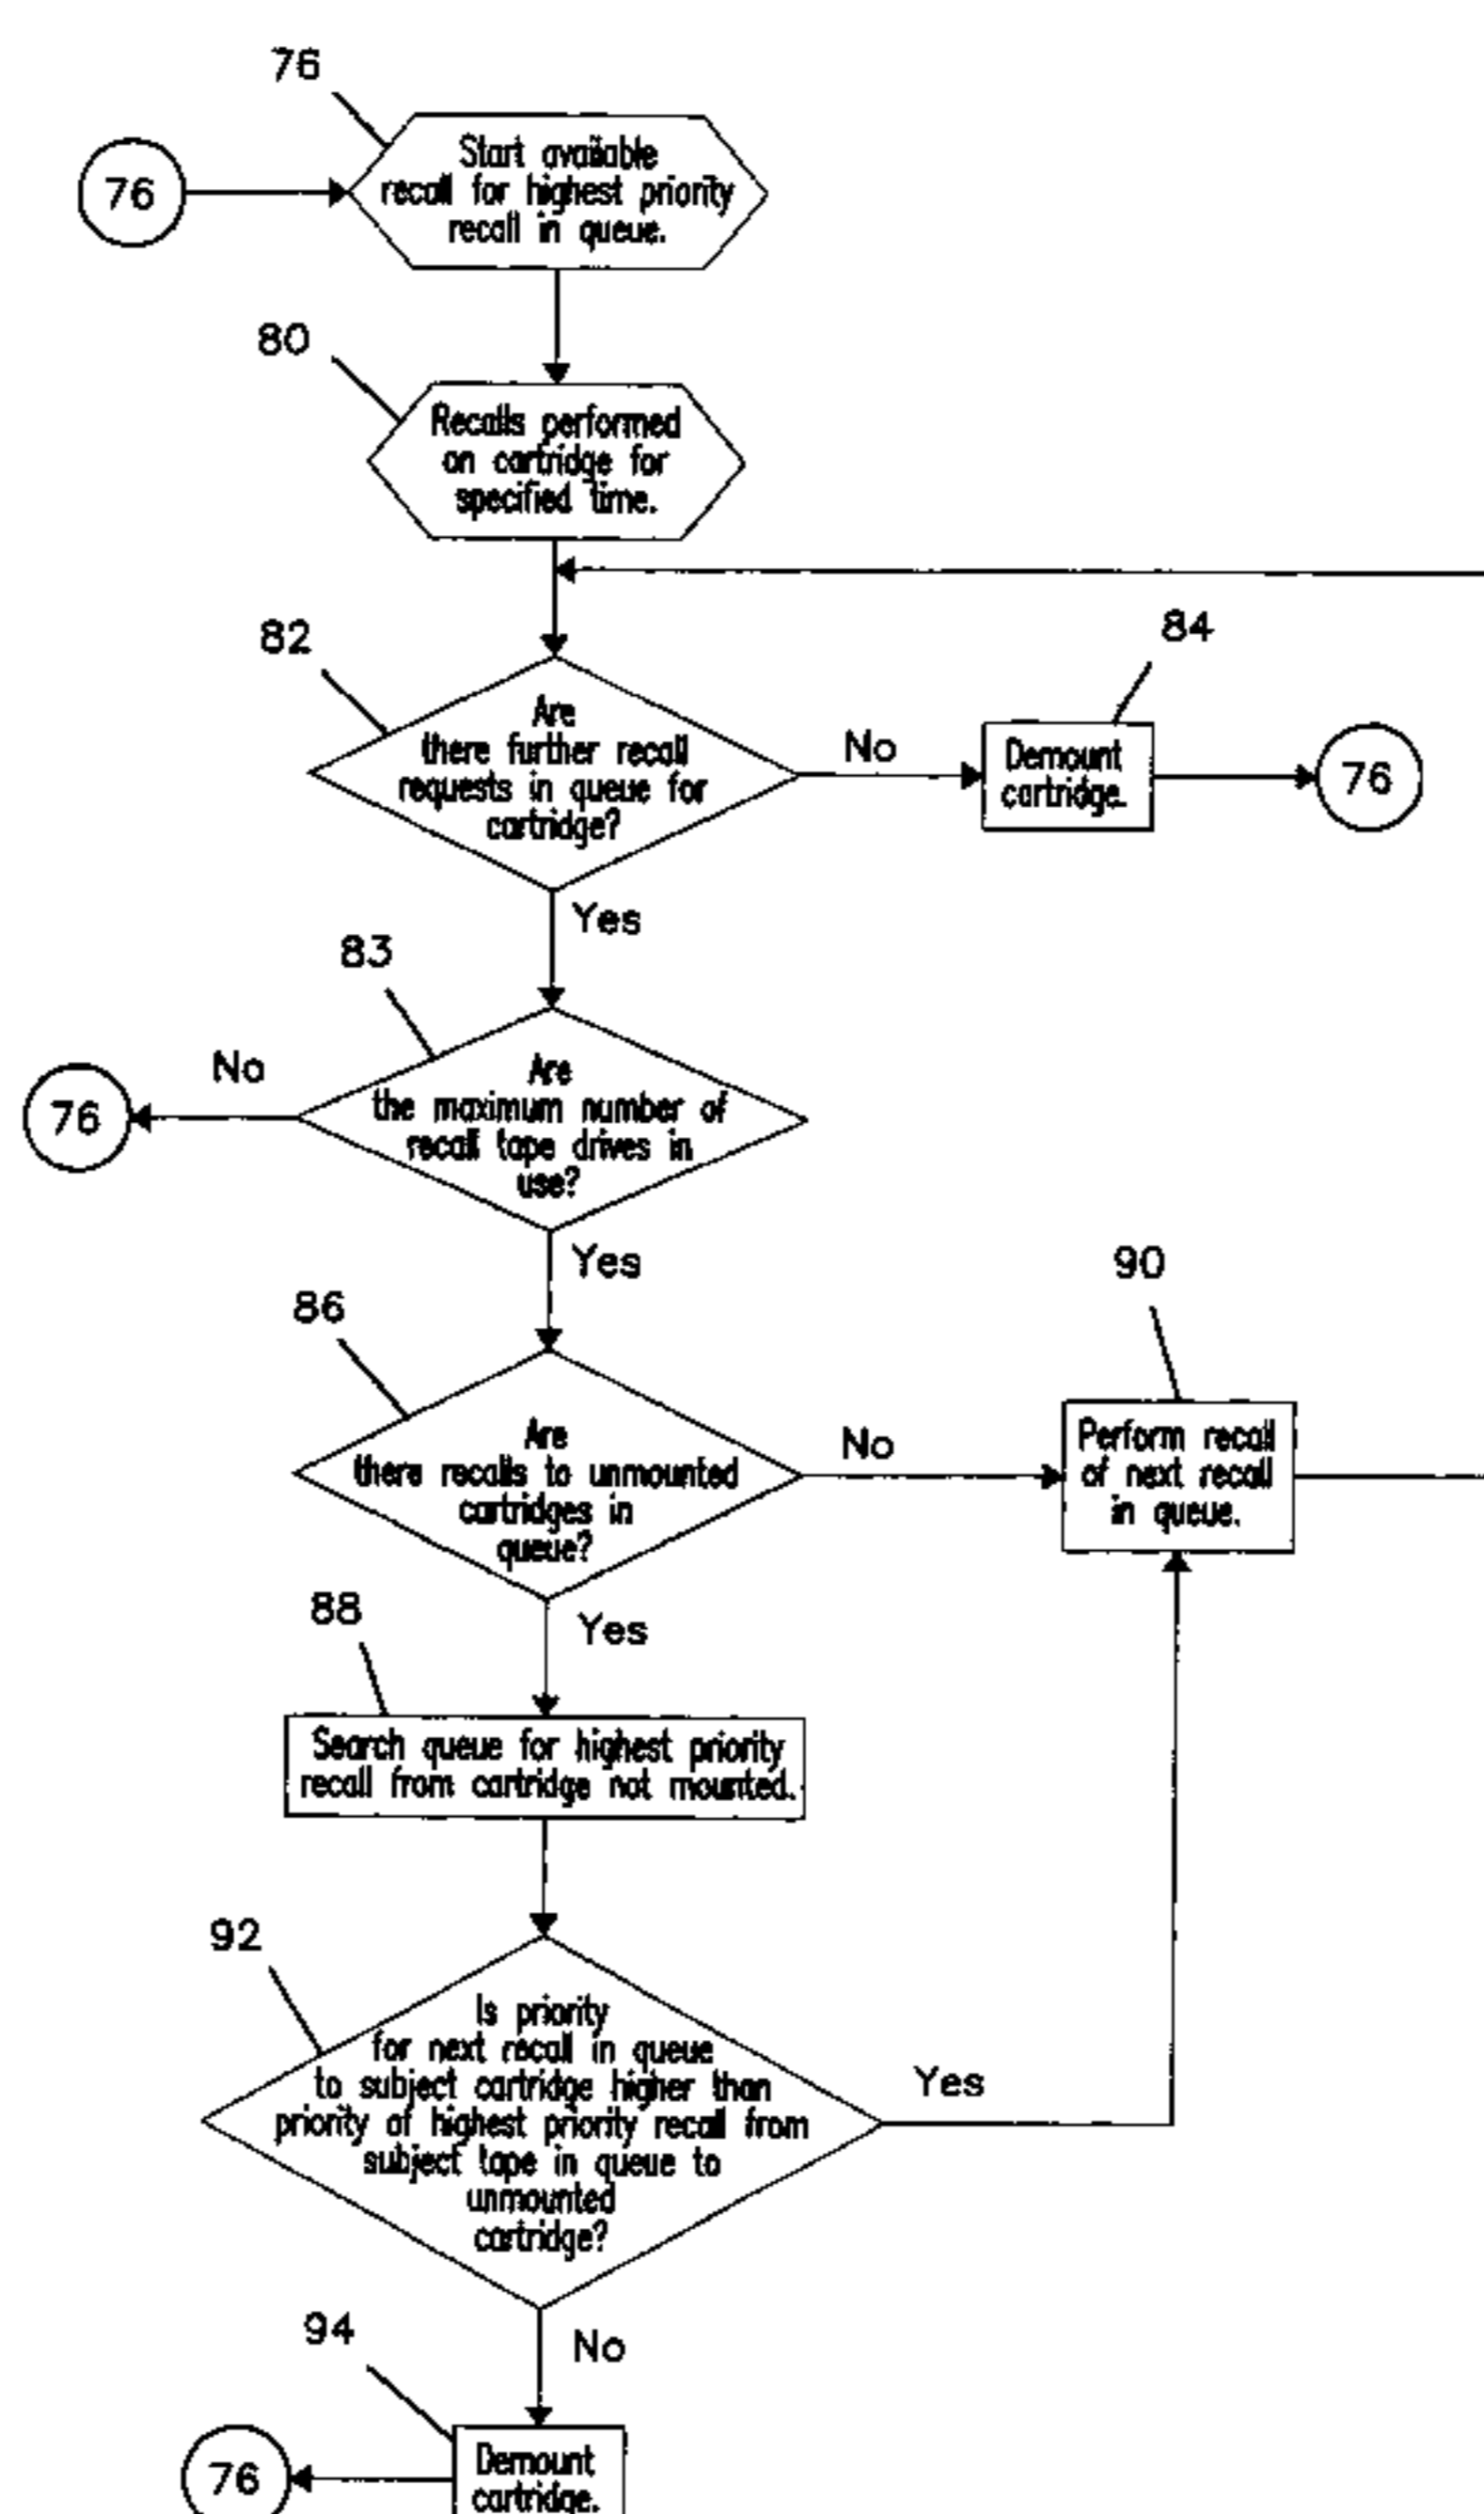 76
76
Start available
recall for highest priority
recall in queue.
80
Recalls performed
on cartridge for
specified time.
82
Are
there further recall
requests in queue for
cartridge?
No
84
Demount
cartridge.
76
Yes
83
Are
the maximum number of
recall tape drives in
use?
No
76
Yes
86
Are
there recalls to unmounted
cartridges in
queue?
No
90
Perform recall
of next recall
in queue.
Yes
88
Search queue for highest priority
recall from cartridge not mounted.
92
Is priority
for next recall in queue
to subject cartridge higher than
priority of highest priority recall from
subject tape in queue to
unmounted
cartridge?
Yes
No
94
Demount
cartridge.
76